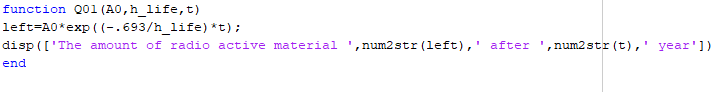 function Q01(A0,h_life,t)
left=A0*exp((-.693/h_life)*t);
disp(['The amount of radio active material ',num2str(left),' after ',num2str(t),' year'])
end